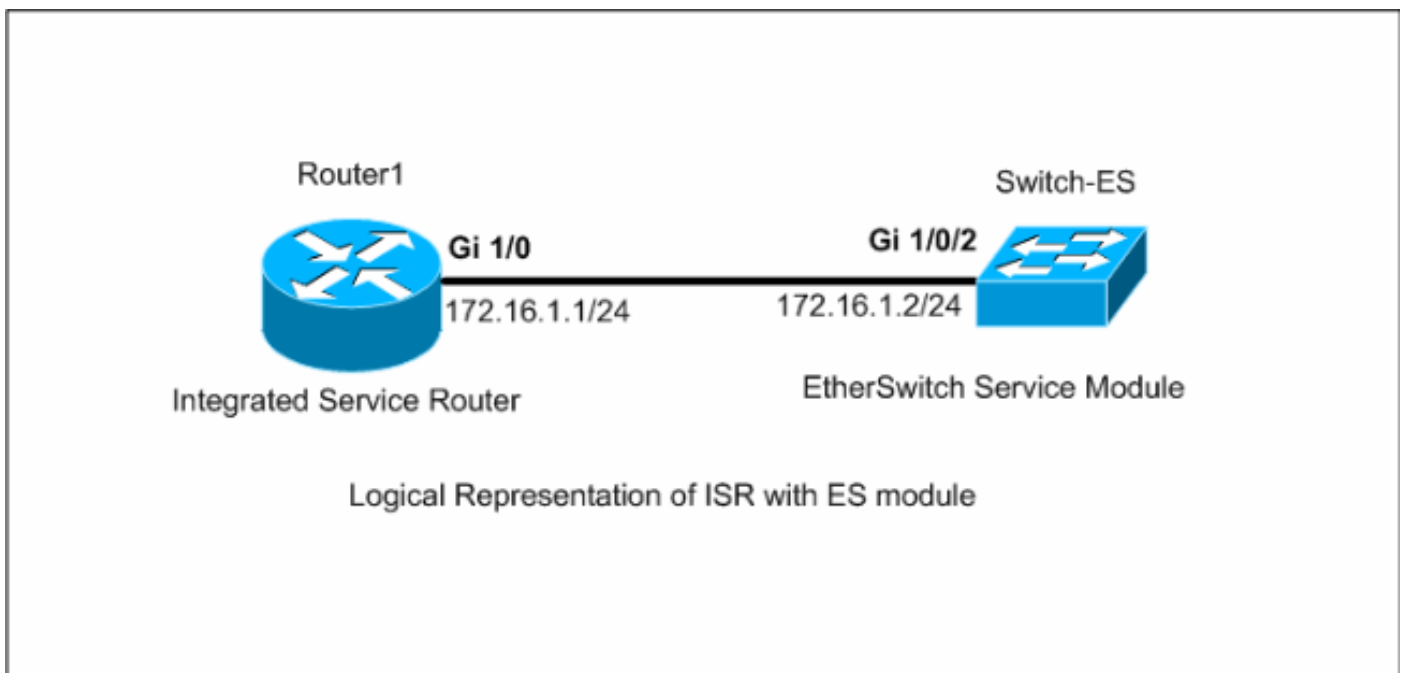 Router1
Switch-ES
Gi 1/0
Gi 1/0/2
172.16.1.1/24
172.16.1.2/24
Integrated Service Router
EtherSwitch Service Module
Logical Representation of ISR with ES module